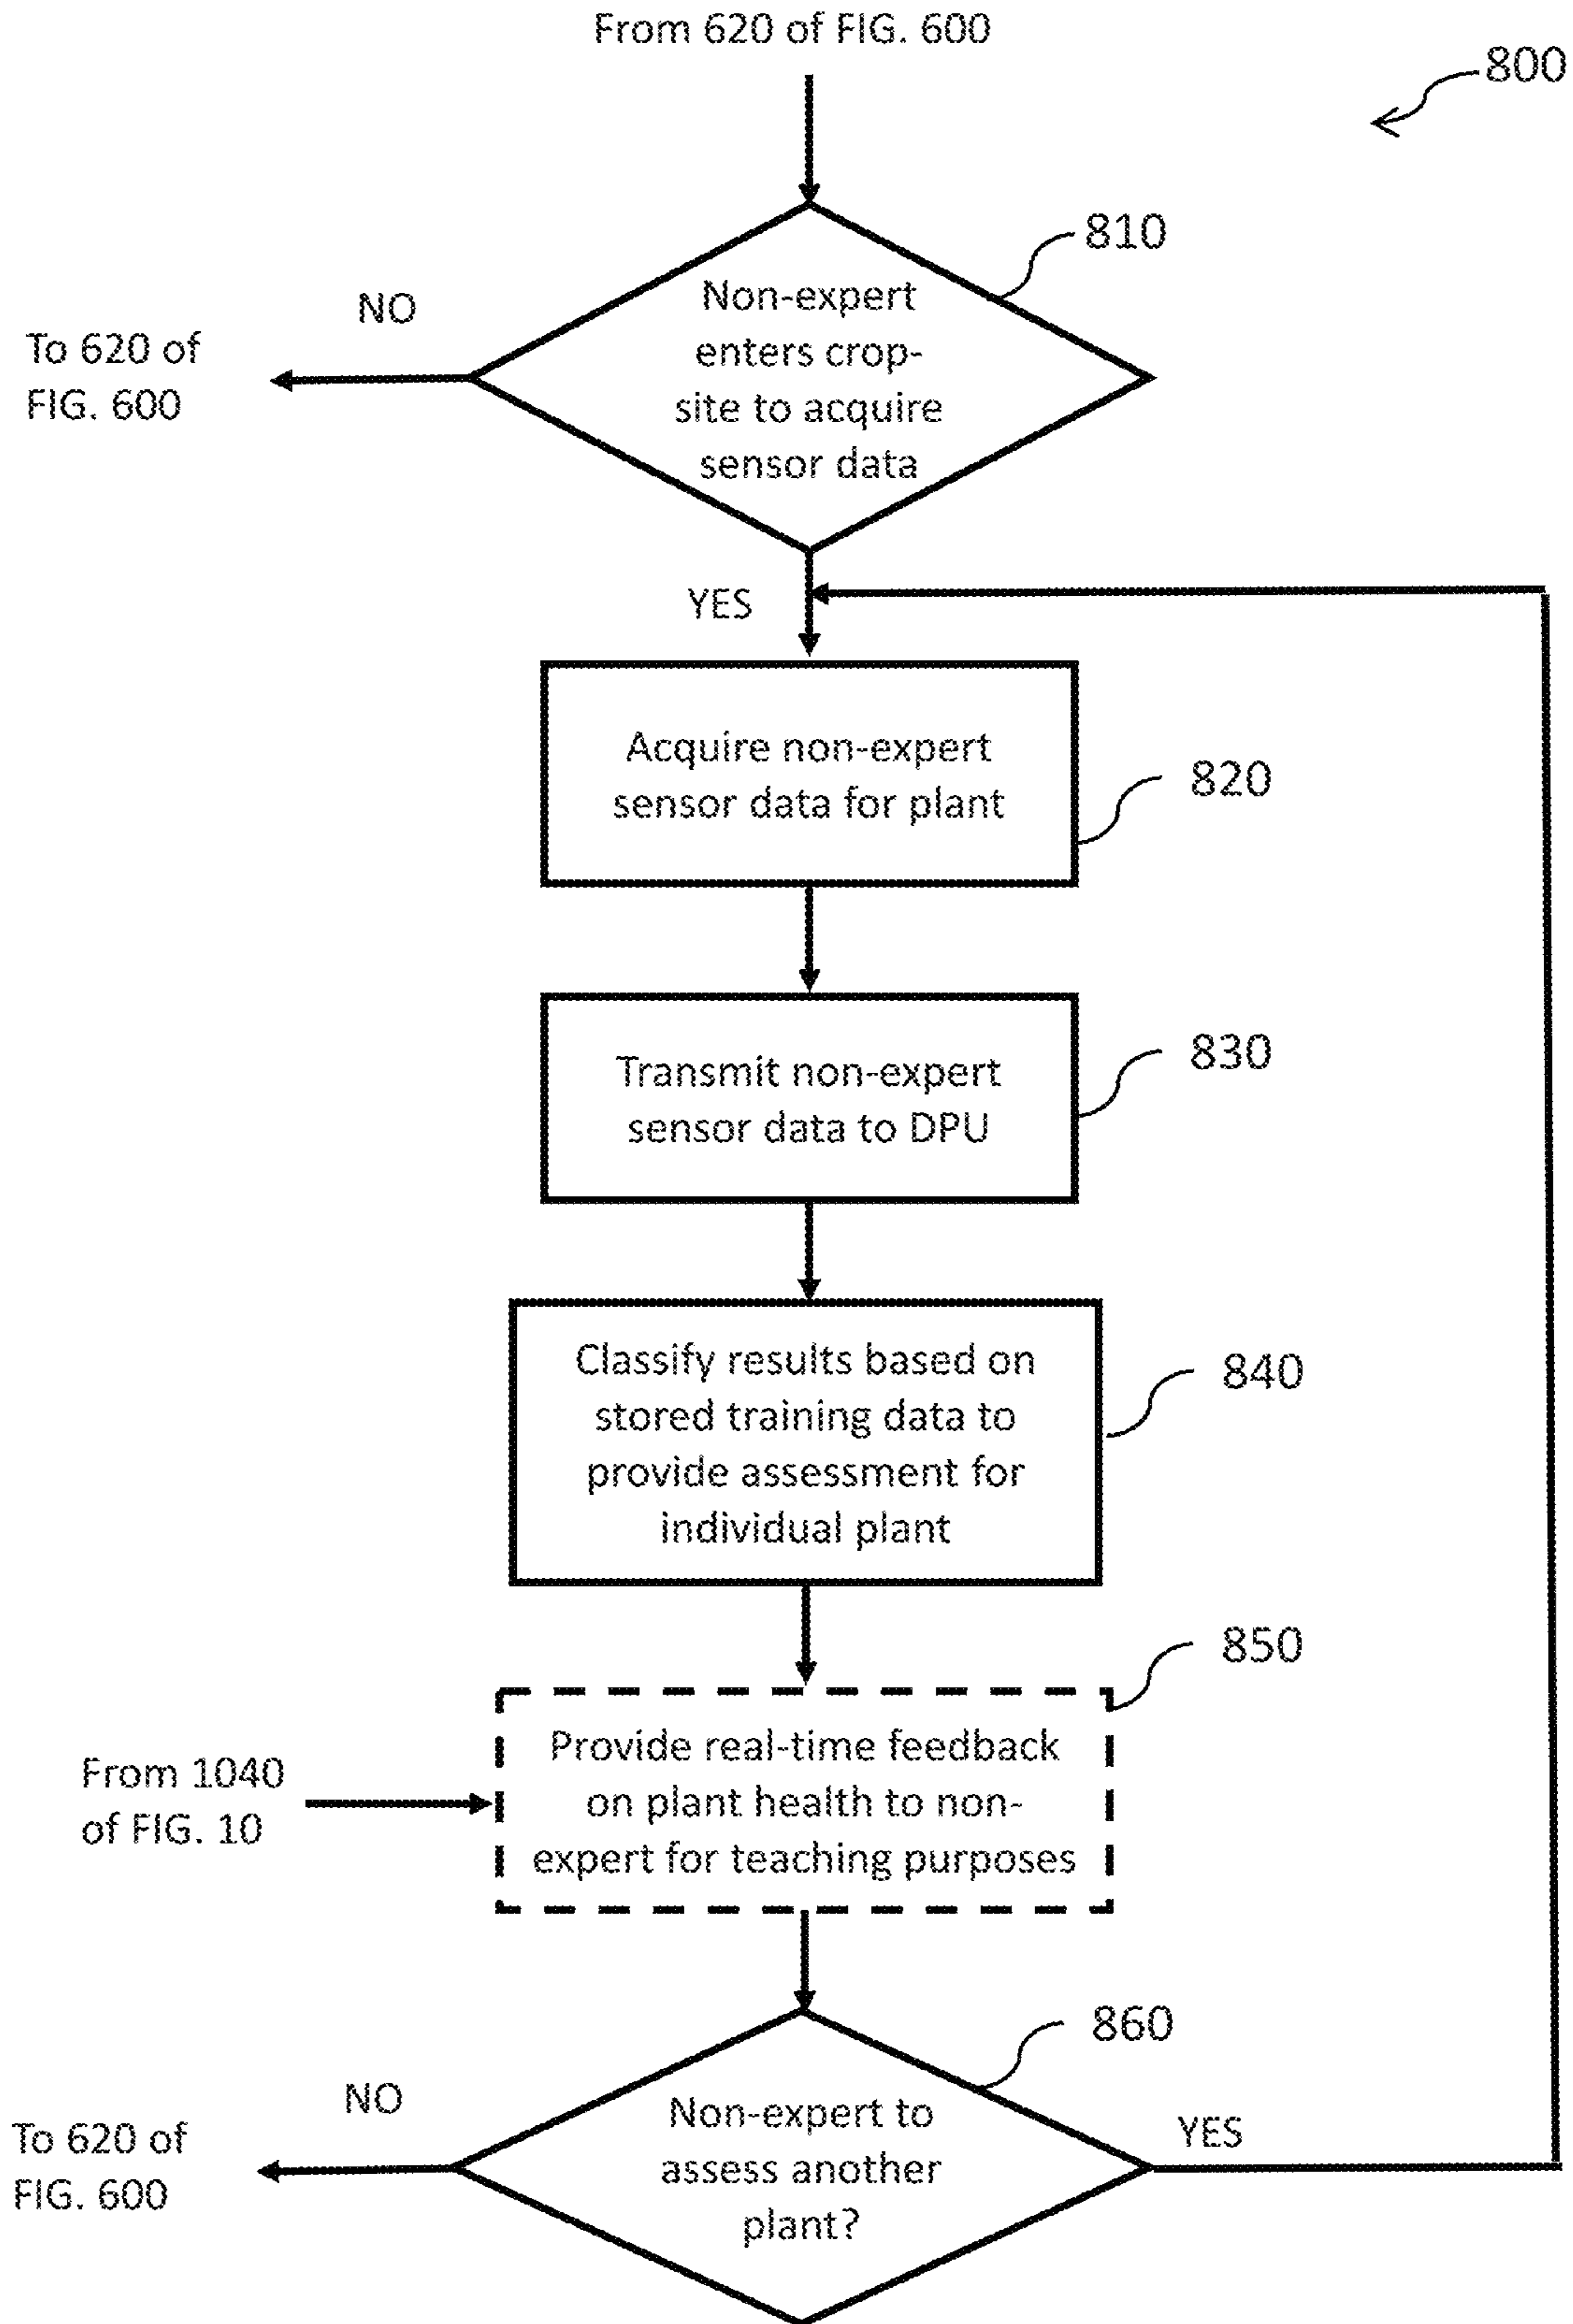 From 620 of FIG. 600
800
810
Non-expert
enters crop-
site to acquire
sensor data
NO
To 620 of
FIG. 600
YES
Acquire non-expert
sensor data for plant
820
Transmit non-expert
sensor data to DPU
830
Classify results based on
stored training data to
provide assessment for
individual plant
840
850
Provide real-time feedback
on plant health to non-
expert for teaching purposes
From 1040
of FIG. 10
860
Non-expert to
assess another
plant?
NO
To 620 of
FIG. 600
YES